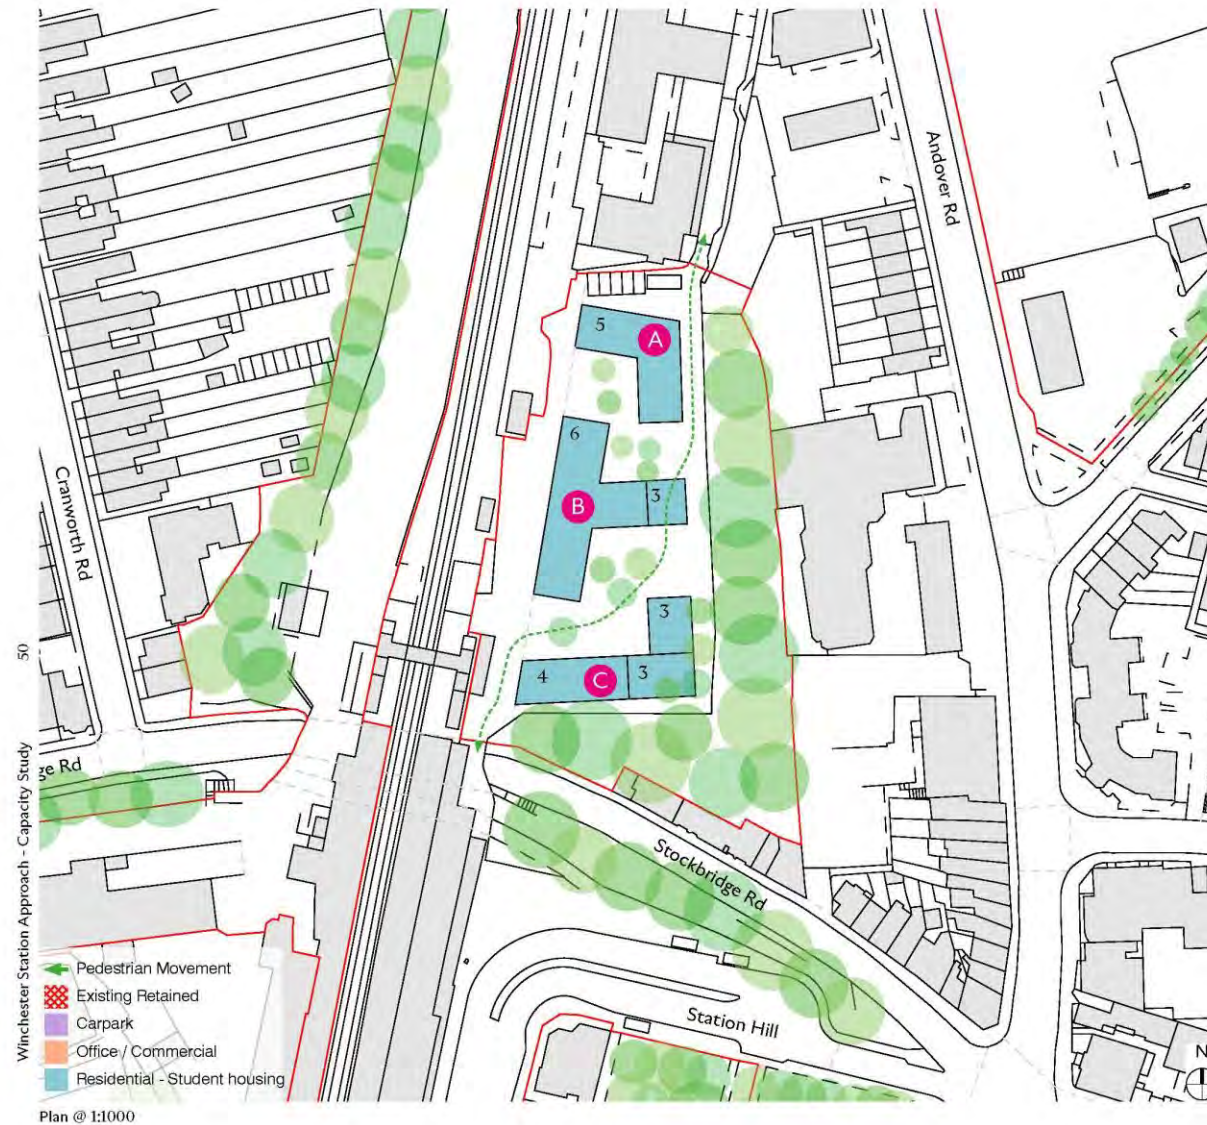 Andover Rd
5
A
6
3
B
Cranworth Rd
3
4
C
3
50
Winchester Station Approach - Capacity Study
ge Rd
Stockbridge Rd
Station Hill
Pedestrian Movement
Existing Retained
Carpark
Office / Commercial
Residential - Student housing
N
Plan @ 1:1000